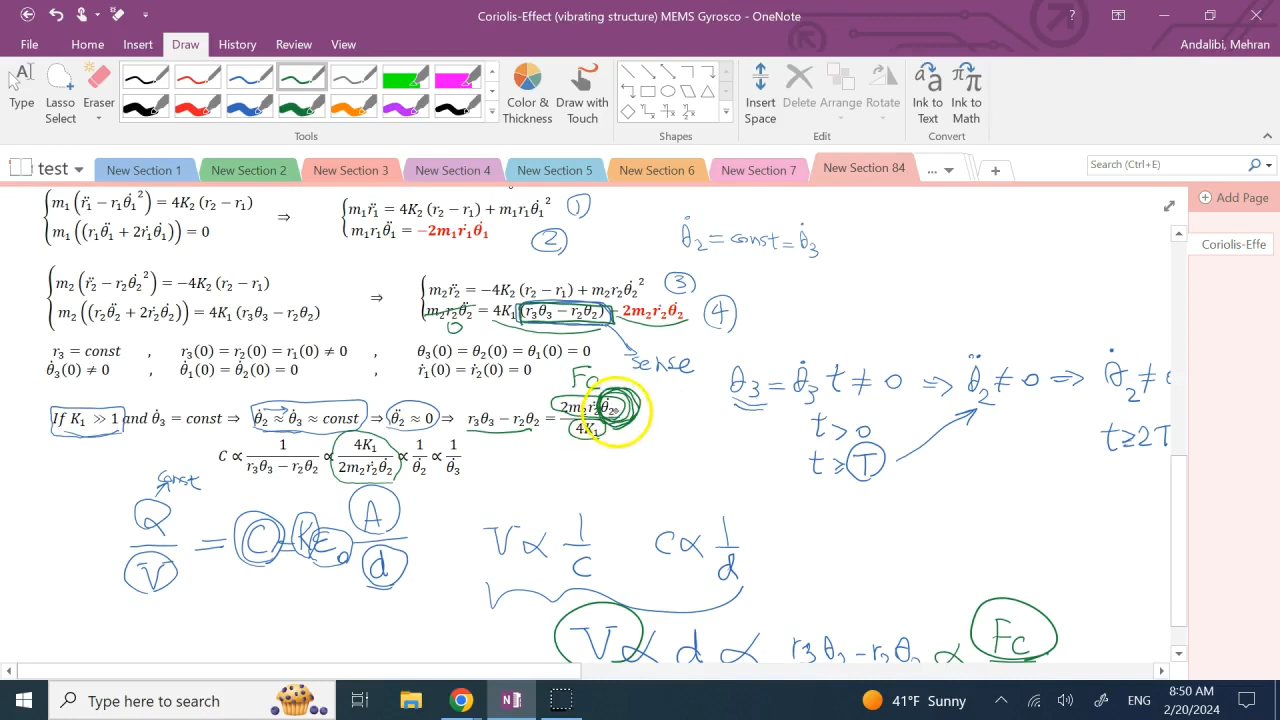 Coriolis-Effect (vibrating structure) MEMS Gyrosco - OneNote
Andalibi, Mehran
File Home Insert Draw History Review View
Type Lasso Select Eraser Color & Thickness Draw with Touch Insert Space Delete Arrange Rotate Ink to Text Ink to Math
Tools Shapes Edit Convert
test New Section 1 New Section 2 New Section 3 New Section 4 New Section 5 New Section 6 New Section 7 New Section 84 ... Search (Ctrl+E)
Add Page
Coriolis-Effe
m₁(r̈₁ − r₁θ̇₁²) = 4K₂(r₂ − r₁) ⇒ m₁r̈₁ = 4K₂(r₂ − r₁) + m₁r₁θ̇₁² ①
m₁((r₁θ̈₁ + 2ṙ₁θ̇₁)) = 0 m₁r₁θ̈₁ = −2m₁ṙ₁θ̇₁ ②
θ̇₂ = const = θ̇₃
m₂(r̈₂ − r₂θ̇₂²) = −4K₂(r₂ − r₁) ⇒ m₂r̈₂ = −4K₂(r₂ − r₁) + m₂r₂θ̇₂² ③
m₂((r₂θ̈₂ + 2ṙ₂θ̇₂)) = 4K₁(r₃θ₃ − r₂θ₂) m₂r₂θ̈₂ = 4K₁(r₃θ₃ − r₂θ₂) − 2m₂ṙ₂θ̇₂ ④
0
r₃ = const , r₃(0) = r₂(0) = r₁(0) ≠ 0 , θ₃(0) = θ₂(0) = θ₁(0) = 0
sense
θ̇₃(0) ≠ 0 , θ̇₁(0) = θ̇₂(0) = 0 , ṙ₁(0) = ṙ₂(0) = 0
Fc
θ₃ = θ̇₃ t ≠ 0 ⇒ θ̈₂ ≠ 0 ⇒ θ̇₂ ≠ 0
If K₁ ≫ 1 and θ̇₃ = const ⇒ θ̇₂ ≈ θ̇₃ ≈ const ⇒ θ̈₂ ≈ 0 ⇒ r₃θ₃ − r₂θ₂ = 2m₂ṙ₂θ̇₂ / 4K₁
t > 0
t ≥ 2T
C ∝ 1 / r₃θ₃ − r₂θ₂ ∝ 4K₁ / 2m₂ṙ₂θ̇₂ ∝ 1 / θ̇₂ ∝ 1 / θ̇₃
t ≥ T
const
Q / V = C = K ε₀ A / d V ∝ 1 / C C ∝ 1 / d
V ∝ d ∝ r₃θ₃ − r₂θ₂ ∝ Fc
Type here to search
41°F Sunny
ENG
8:50 AM
2/20/2024